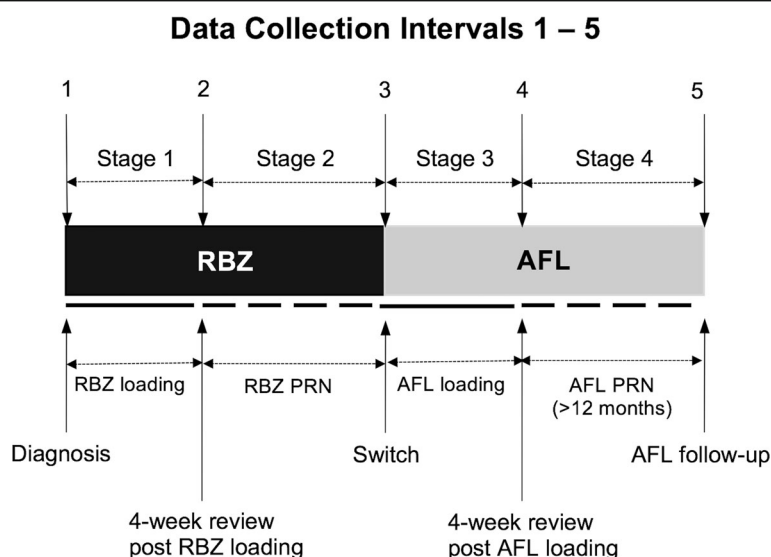 Data Collection Intervals 1 – 5
1 2 3 4 5
Stage 1 Stage 2 Stage 3 Stage 4
RBZ AFL
RBZ loading RBZ PRN AFL loading AFL PRN
(>12 months)
Diagnosis Switch AFL follow-up
4-week review 4-week review
post RBZ loading post AFL loading